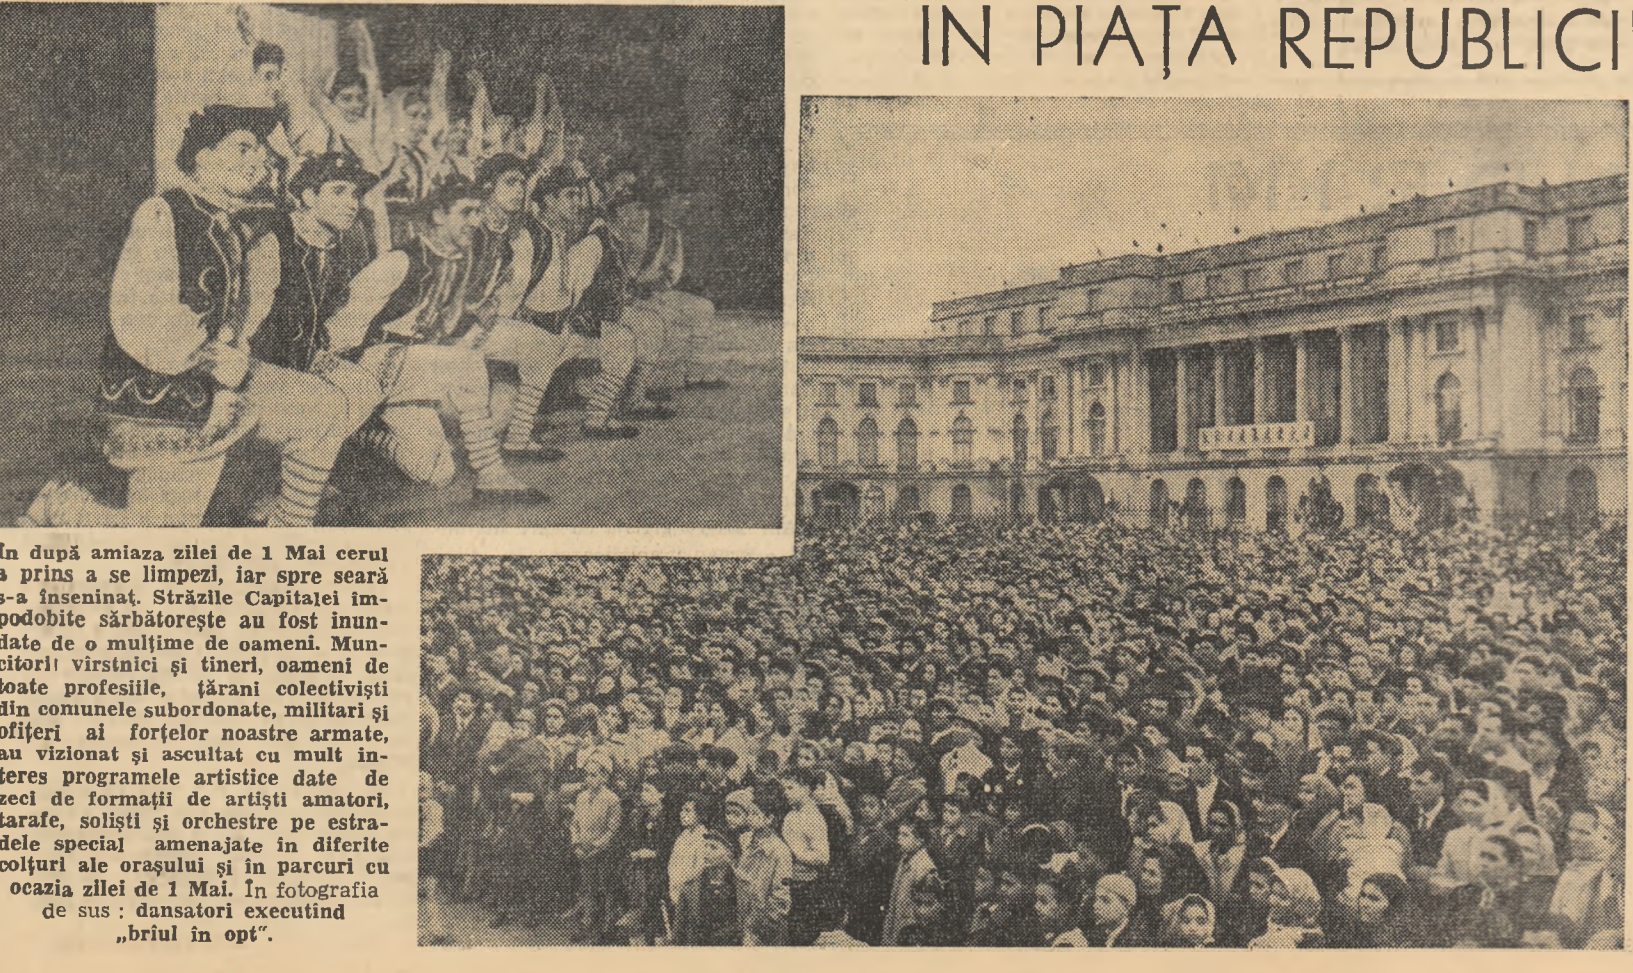 IN PIAȚA REPUBLICI
În după amiaza zilei de 1 Mai cerul
a prins a se limpezi, iar spre seară
s-a înseninat. Străzile Capitalei îm-
podobite sărbătorește au fost inun-
date de o mulțime de oameni. Mun-
citori vîrstnici și tineri, oameni de
toate profesiile, țărani colectiviști
din comunele subordonate, militari și
ofițeri ai forțelor noastre armate,
au vizionat și ascultat cu mult in-
teres programele artistice date de
zeci de formații de artiști amatori,
tarafe, soliști și orchestre pe estra-
dele special amenajate în diferite
colțuri ale orașului și în parcuri cu
ocazia zilei de 1 Mai. În fotografia
de sus : dansatori executînd
„brîul în opt".